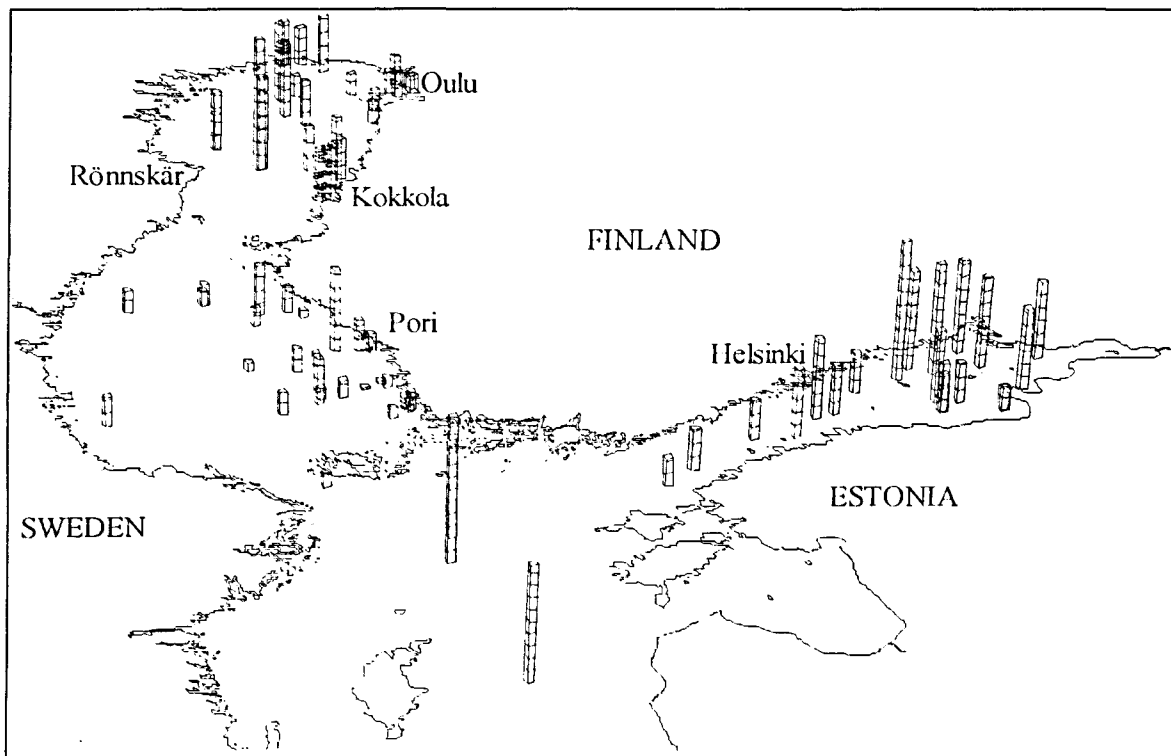 Oulu
Rönnskär
Kokkola
FINLAND
Pori
Helsinki
SWEDEN
ESTONIA